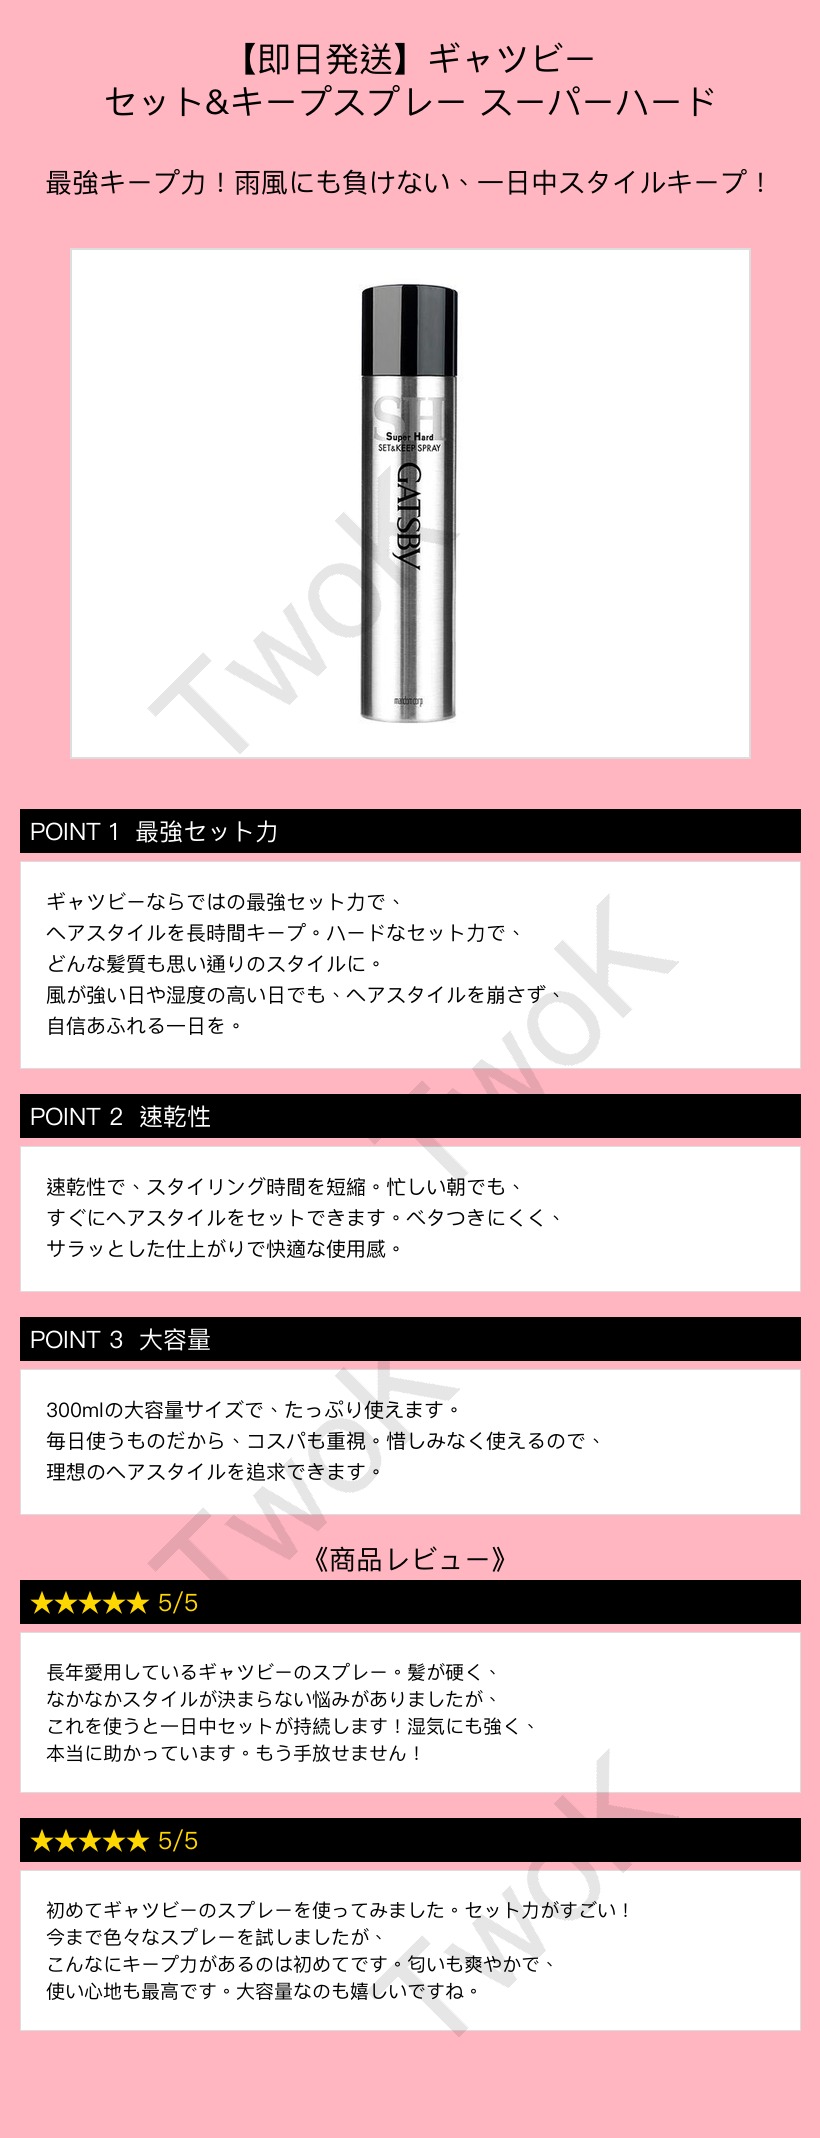 【即日発送】ギャツビー
セット&キープスプレー スーパーハード
最強キープ力！雨風にも負けない、一日中スタイルキープ！
SH
Super Hard
SET&KEEP SPRAY
GATSBY
mandom corp
TwoK
POINT 1 最強セット力
ギャツビーならではの最強セット力で、
ヘアスタイルを長時間キープ。ハードなセット力で、
どんな髪質も思い通りのスタイルに。
風が強い日や湿度の高い日でも、ヘアスタイルを崩さず、
自信あふれる一日を。
TwoK
POINT 2 速乾性
速乾性で、スタイリング時間を短縮。忙しい朝でも、
すぐにヘアスタイルをセットできます。ベタつきにくく、
サラッとした仕上がりで快適な使用感。
POINT 3 大容量
300mlの大容量サイズで、たっぷり使えます。
毎日使うものだから、コスパも重視。惜しみなく使えるので、
理想のヘアスタイルを追求できます。
TwoK
《商品レビュー》
★★★★★ 5/5
長年愛用しているギャツビーのスプレー。髪が硬く、
なかなかスタイルが決まらない悩みがありましたが、
これを使うと一日中セットが持続します！湿気にも強く、
本当に助かっています。もう手放せません！
★★★★★ 5/5
初めてギャツビーのスプレーを使ってみました。セット力がすごい！
今まで色々なスプレーを試しましたが、
こんなにキープ力があるのは初めてです。匂いも爽やかで、
使い心地も最高です。大容量なのも嬉しいですね。
TwoK